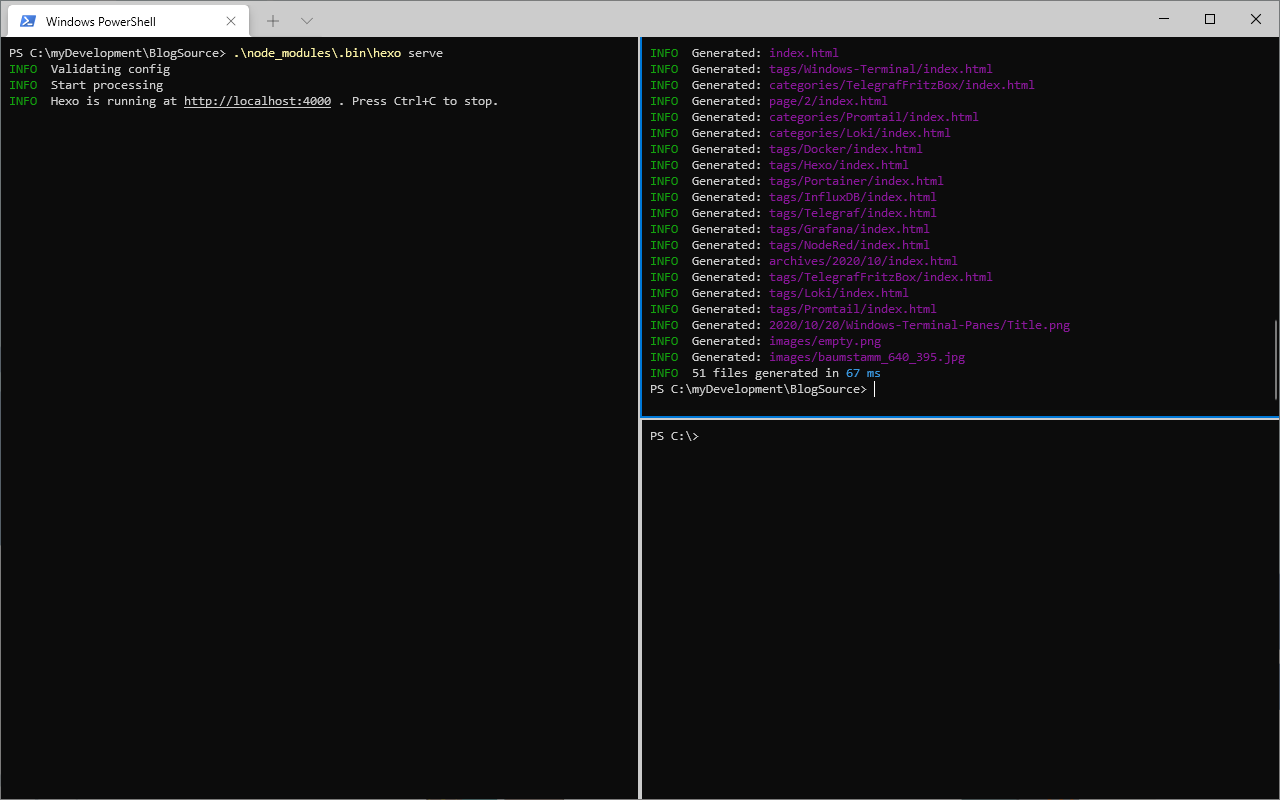 Windows PowerShell
PS C:\myDevelopment\BlogSource> .\node_modules\.bin\hexo serve
INFO  Validating config
INFO  Start processing
INFO  Hexo is running at http://localhost:4000 . Press Ctrl+C to stop.
INFO  Generated: index.html
INFO  Generated: tags/Windows-Terminal/index.html
INFO  Generated: categories/TelegrafFritzBox/index.html
INFO  Generated: page/2/index.html
INFO  Generated: categories/Promtail/index.html
INFO  Generated: categories/Loki/index.html
INFO  Generated: tags/Docker/index.html
INFO  Generated: tags/Hexo/index.html
INFO  Generated: tags/Portainer/index.html
INFO  Generated: tags/InfluxDB/index.html
INFO  Generated: tags/Telegraf/index.html
INFO  Generated: tags/Grafana/index.html
INFO  Generated: tags/NodeRed/index.html
INFO  Generated: archives/2020/10/index.html
INFO  Generated: tags/TelegrafFritzBox/index.html
INFO  Generated: tags/Loki/index.html
INFO  Generated: tags/Promtail/index.html
INFO  Generated: 2020/10/20/Windows-Terminal-Panes/Title.png
INFO  Generated: images/empty.png
INFO  Generated: images/baumstamm_640_395.jpg
INFO  51 files generated in 67 ms
PS C:\myDevelopment\BlogSource>
PS C:\>